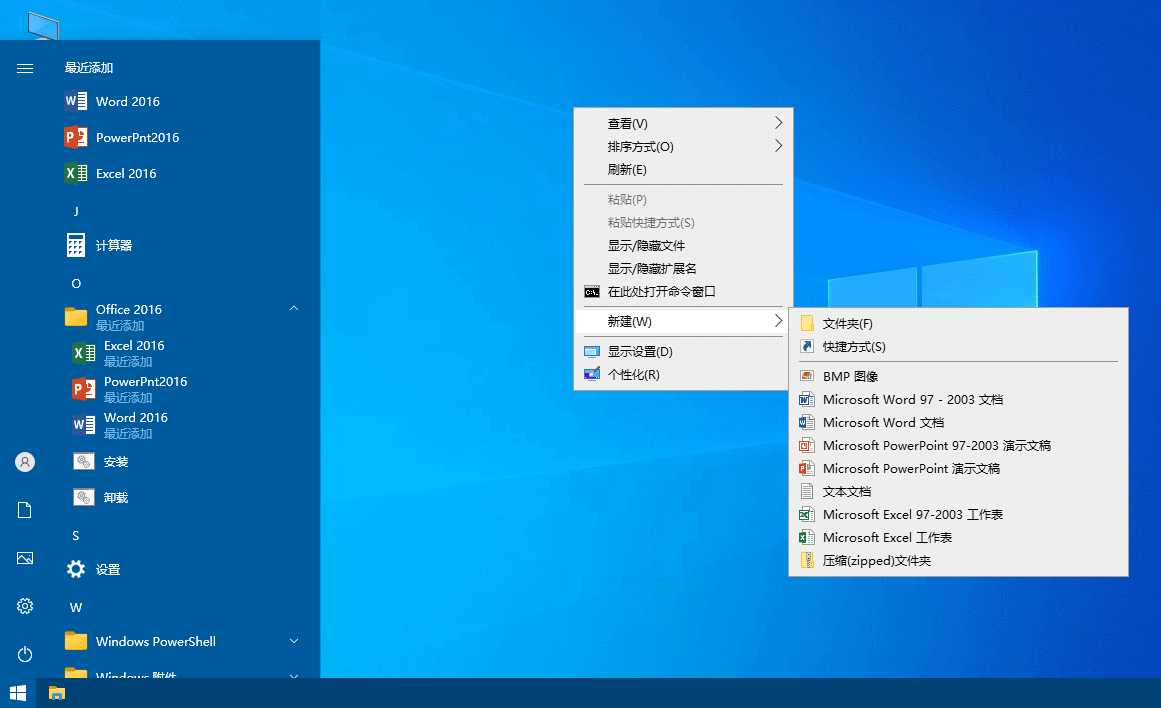 最近添加
Word 2016
PowerPnt2016
Excel 2016
J
计算器
O
Office 2016
最近添加
Excel 2016
最近添加
PowerPnt2016
最近添加
Word 2016
最近添加
安装
卸载
S
设置
W
Windows PowerShell
Windows 附件
查看(V)
排序方式(O)
刷新(E)
粘贴(P)
粘贴快捷方式(S)
显示/隐藏文件
显示/隐藏扩展名
在此处打开命令窗口
新建(W)
显示设置(D)
个性化(R)
文件夹(F)
快捷方式(S)
BMP 图像
Microsoft Word 97 - 2003 文档
Microsoft Word 文档
Microsoft PowerPoint 97-2003 演示文稿
Microsoft PowerPoint 演示文稿
文本文档
Microsoft Excel 97-2003 工作表
Microsoft Excel 工作表
压缩(zipped)文件夹